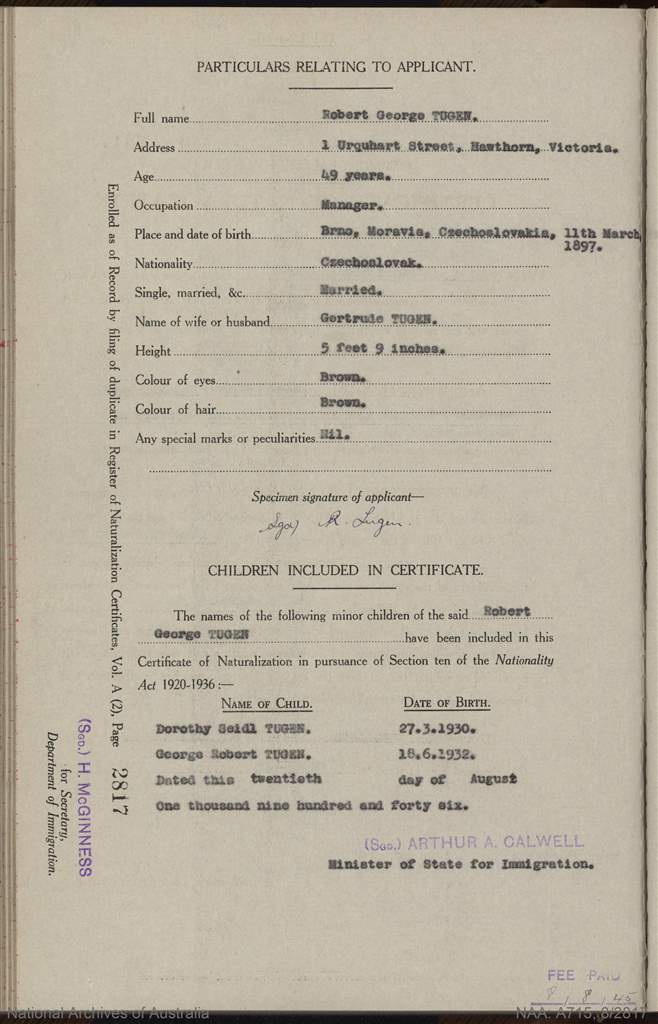 PARTICULARS RELATING TO APPLICANT.
Full name Robert George TUGEN.
Address 1 Urquhart Street, Hawthorn, Victoria.
Age 49 years.
Occupation Manager.
Place and date of birth Brno, Moravia, Czechoslovakia, 11th March,
1897.
Nationality Czechoslovak.
Single, married, &c. Married.
Name of wife or husband Gertrude TUGEN.
Height 5 feet 9 inches.
Colour of eyes Brown.
Colour of hair Brown.
Any special marks or peculiarities Nil.
Specimen signature of applicant—
Sgd) R. Tugen.
CHILDREN INCLUDED IN CERTIFICATE.
The names of the following minor children of the said Robert
George TUGEN have been included in this
Certificate of Naturalization in pursuance of Section ten of the Nationality
Act 1920-1936 :—
NAME OF CHILD. DATE OF BIRTH.
Dorothy Seidl TUGEN. 27.3.1930.
George Robert TUGEN. 18.6.1932.
Dated this twentieth day of August
One thousand nine hundred and forty six.
(SGD.) ARTHUR A. CALWELL
Minister of State for Immigration.
Enrolled as of Record by filing of duplicate in Register of Naturalization Certificates, Vol. A (2), Page 2817
(SGD.) H. McGINNESS
for Secretary,
Department of Immigration.
FEE PAID
8/8/45
National Archives of Australia
NAA: A715, 6/2817